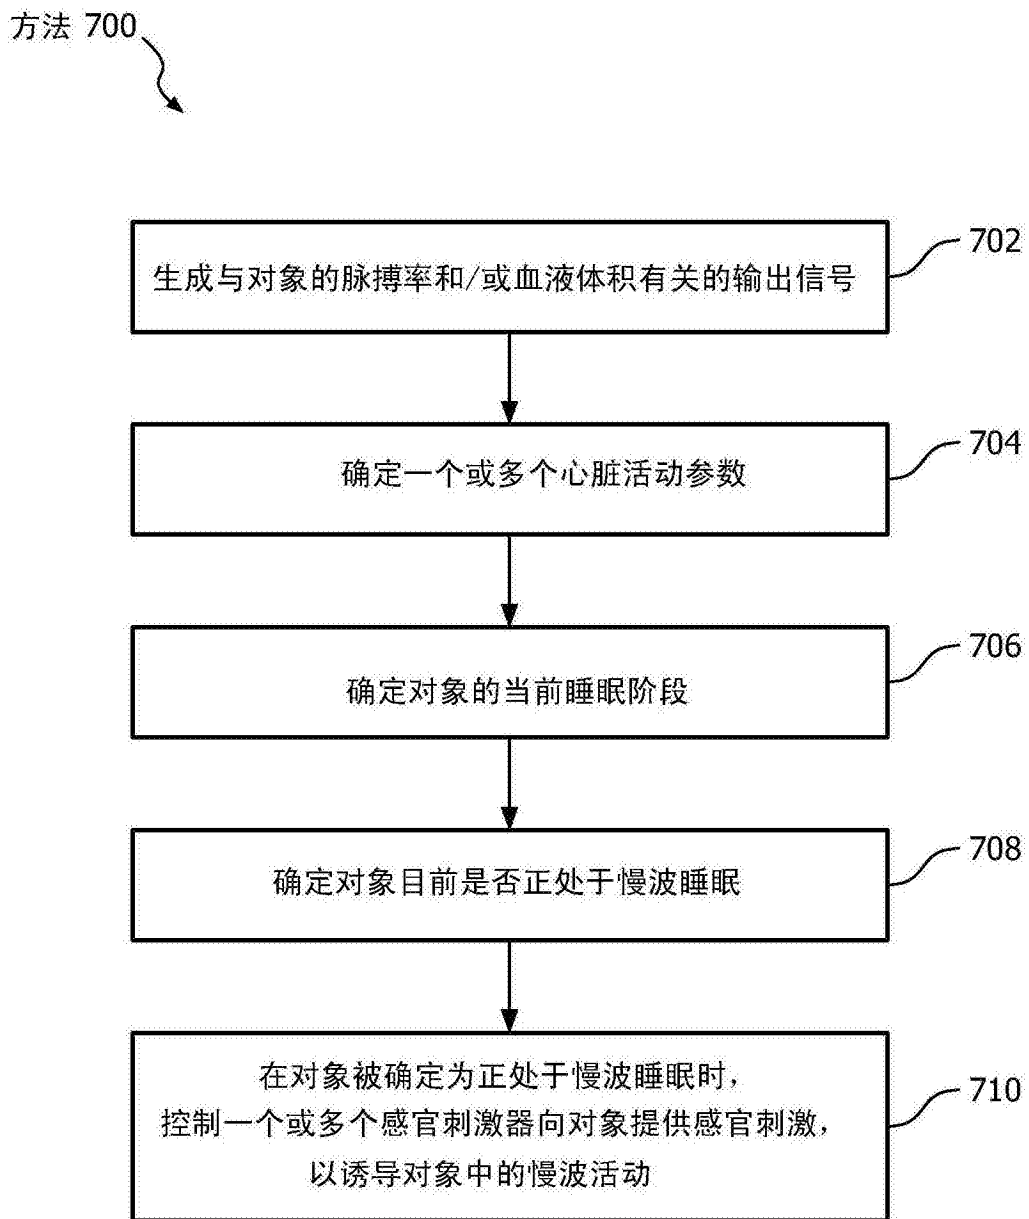 方法 700
702
生成与对象的脉搏率和/或血液体积有关的输出信号
704
确定一个或多个心脏活动参数
706
确定对象的当前睡眠阶段
708
确定对象目前是否正处于慢波睡眠
710
在对象被确定为正处于慢波睡眠时，
控制一个或多个感官刺激器向对象提供感官刺激，
以诱导对象中的慢波活动